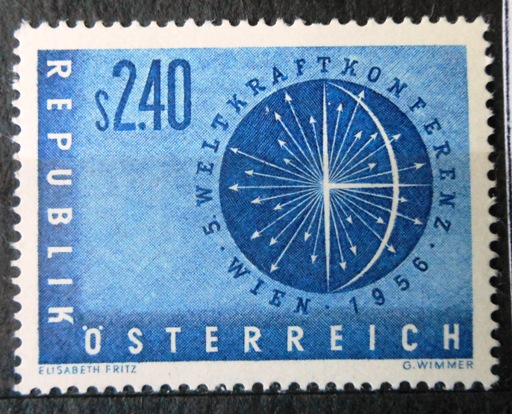 S2.40
5. WELTKRAFTKONFERENZ · WIEN · 1956 ·
REPUBLIK
ÖSTERREICH
ELISABETH FRITZ
G. WIMMER